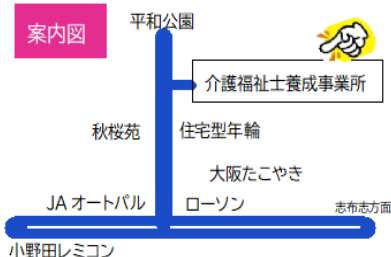 案内図
平和公園
介護福祉士養成事業所
秋桜苑
住宅型年輪
大阪たこやき
JAオートパル
ローソン
志布志方面
小野田レミコン